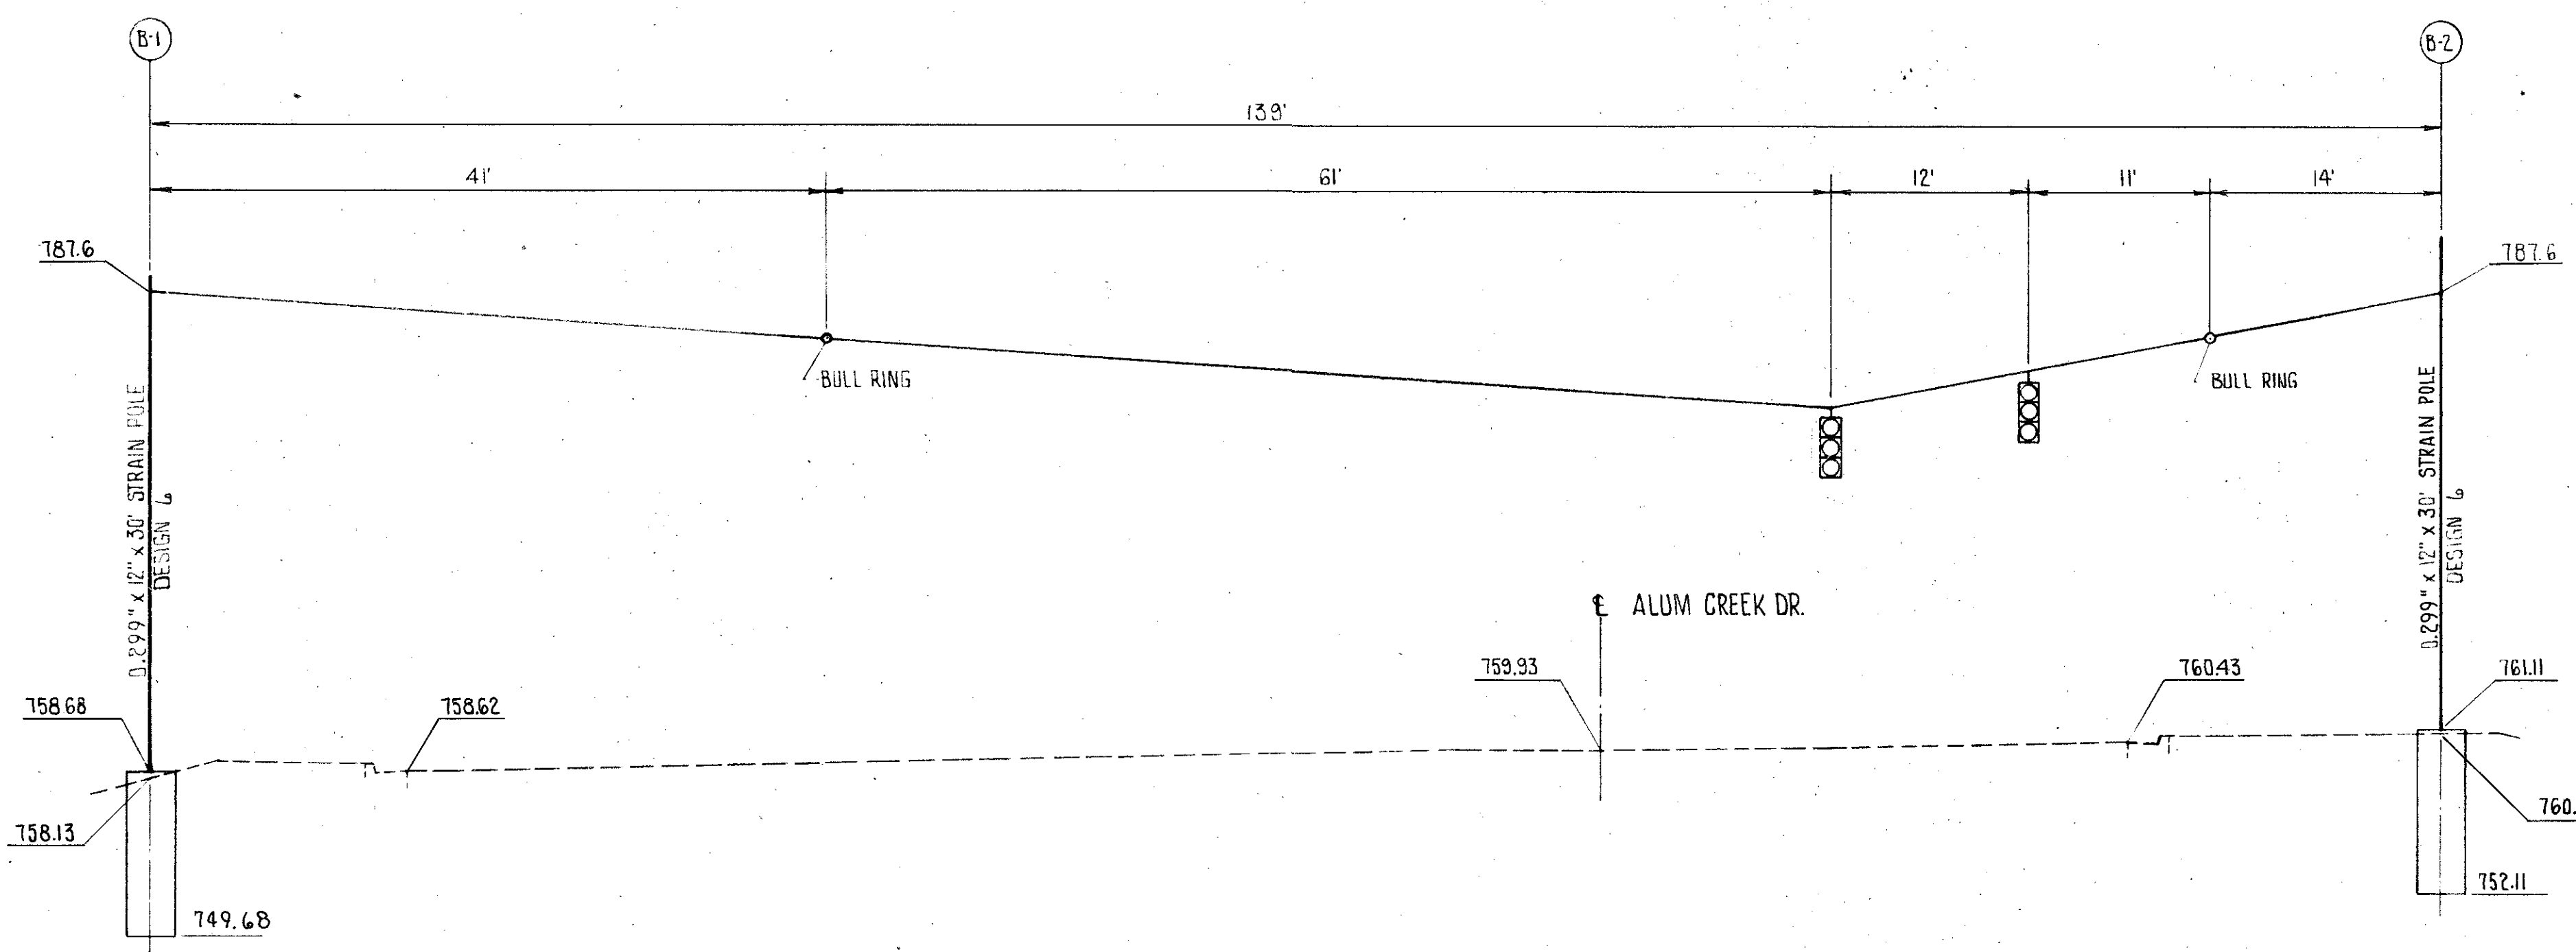 B-1
B-2
139'
41'
61'
12'
11'
14'
787.6
787.6
BULL RING
BULL RING
0.299" x 12" x 30' STRAIN POLE
DESIGN 6
0.299" x 12" x 30' STRAIN POLE
DESIGN 6
℄ ALUM CREEK DR.
758.68
758.62
759.93
760.43
761.11
758.13
760.
749.68
752.11